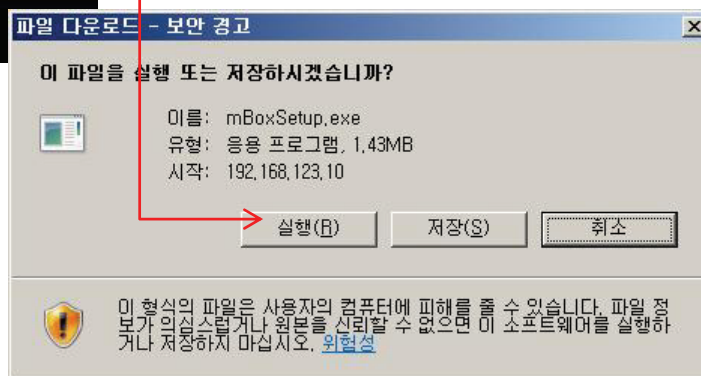 파일 다운로드 - 보안 경고
이 파일을 실행 또는 저장하시겠습니까?
이름: mBoxSetup.exe
유형: 응용 프로그램, 1.43MB
시작: 192.168.123.10
실행(R) 저장(S) 취소
이 형식의 파일은 사용자의 컴퓨터에 피해를 줄 수 있습니다. 파일 정
보가 의심스럽거나 원본을 신뢰할 수 없으면 이 소프트웨어를 실행하
거나 저장하지 마십시오. 위험성